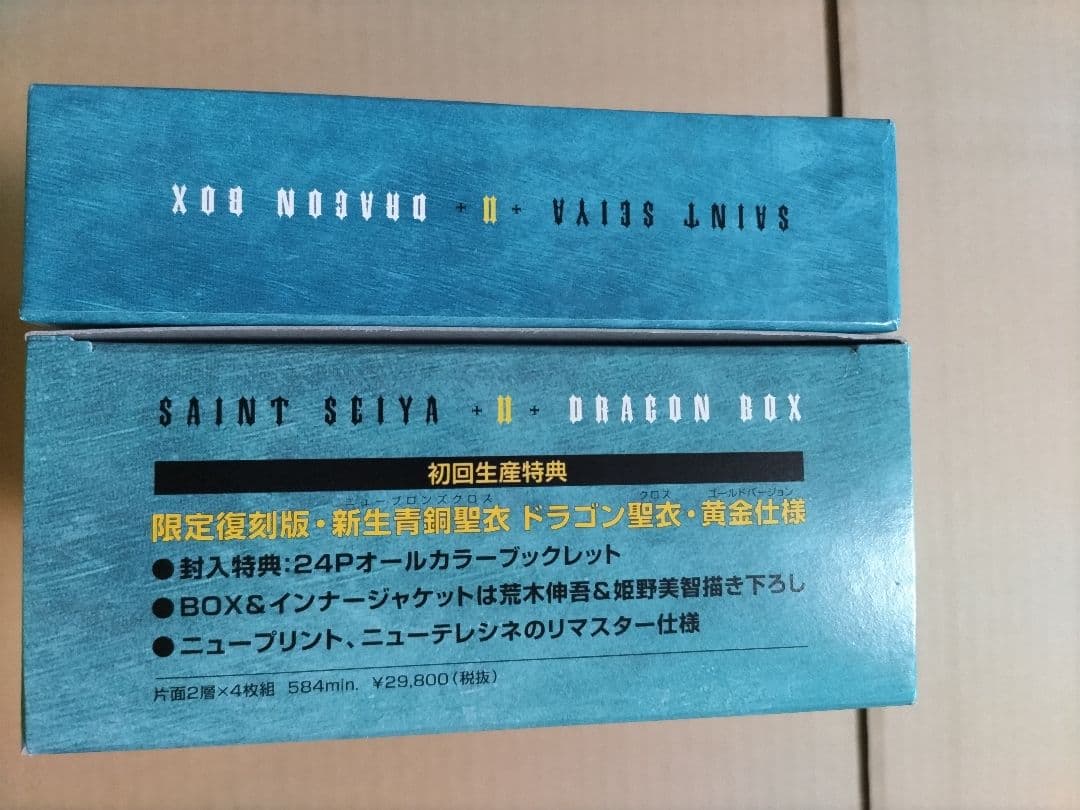 SAINT SEIYA +II+ DRAGON BOX
SAINT SEIYA +II+ DRAGON BOX
初回生産特典
ニューブロンズクロス クロス ゴールドバージョン
限定復刻版・新生青銅聖衣 ドラゴン聖衣・黄金仕様
●封入特典:24Pオールカラーブックレット
●BOX&インナージャケットは荒木伸吾&姫野美智描き下ろし
●ニュープリント、ニューテレシネのリマスター仕様
片面2層×4枚組 584min. ¥29,800(税抜)